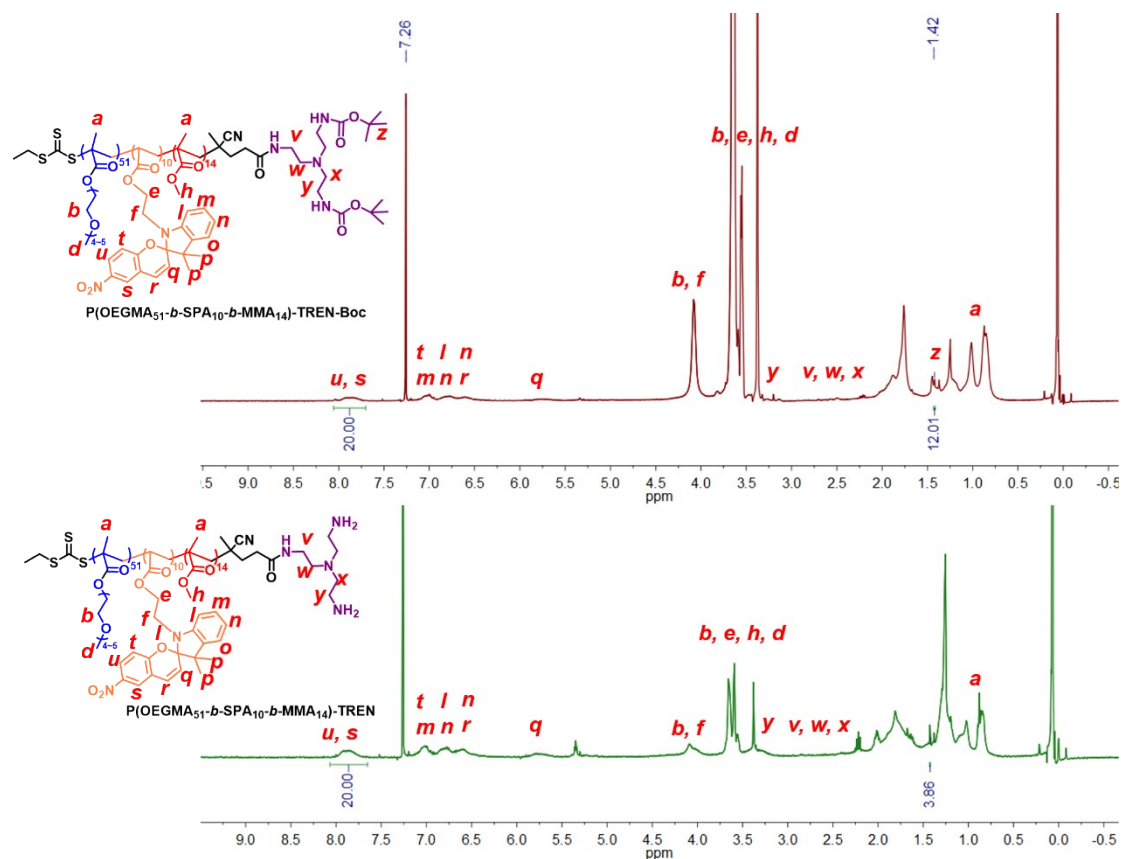 —7.26
—1.42
a
a
S
S
S
51
10
14
CN
H
N
O
v
w
N
x
y
HN
O
O
z
NH
O
O
b, e, h, d
O
O
O
O
O
O
h
e
b
f
l
m
n
o
p
p
q
r
s
t
u
d
4~5
O
N
O
O2N
P(OEGMA51-b-SPA10-b-MMA14)-TREN-Boc
b, f
a
t l n
u, s m n r
q
y
v, w, x
z
20.00
12.01
9.5 9.0 8.5 8.0 7.5 7.0 6.5 6.0 5.5 5.0 4.5 4.0 3.5 3.0 2.5 2.0 1.5 1.0 0.5 0.0 -0.5
ppm
a
a
S
S
S
51
10
14
CN
H
N
O
v
w
N
x
y
NH2
NH2
O
O
O
O
O
O
h
e
b
f
l
l
m
n
o
p
p
q
r
s
t
u
d
4~5
O
N
O
O2N
P(OEGMA51-b-SPA10-b-MMA14)-TREN
b, e, h, d
a
t l n
u, s m n r
q
b, f
y
v, w, x
20.00
3.86
9.0 8.5 8.0 7.5 7.0 6.5 6.0 5.5 5.0 4.5 4.0 3.5 3.0 2.5 2.0 1.5 1.0 0.5 0.0 -0.5
ppm